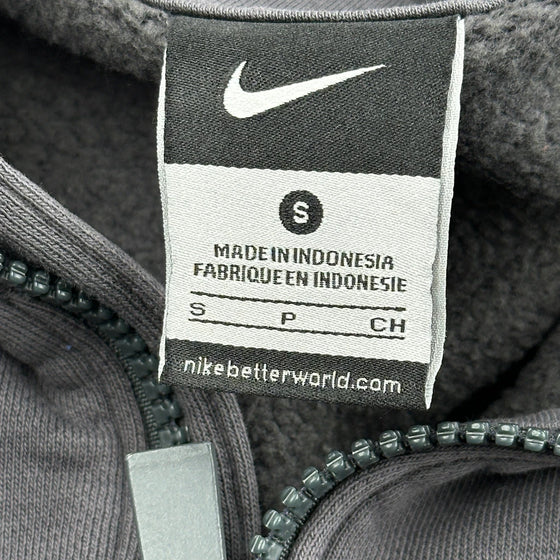 S
MADE IN INDONESIA
FABRIQUE EN INDONESIE
S P CH
nikebetterworld.com